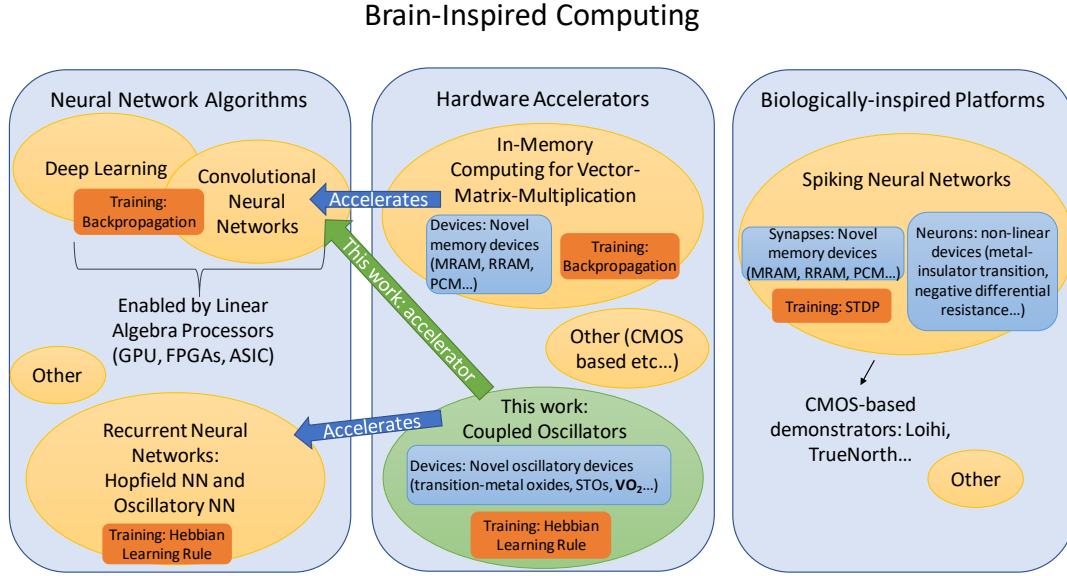 Brain-Inspired Computing
Neural Network Algorithms
Deep Learning
Training:
Backpropagation
Convolutional
Neural
Networks
Enabled by Linear
Algebra Processors
(GPU, FPGAs, ASIC)
Other
Recurrent Neural
Networks:
Hopfield NN and
Oscillatory NN
Training: Hebbian
Learning Rule
Accelerates
This work: accelerator
Accelerates
Hardware Accelerators
In-Memory
Computing for Vector-
Matrix-Multiplication
Devices: Novel
memory devices
(MRAM, RRAM,
PCM...)
Training:
Backpropagation
Other (CMOS
based etc...)
This work:
Coupled Oscillators
Devices: Novel oscillatory devices
(transition-metal oxides, STOs, VO₂...)
Training: Hebbian
Learning Rule
Biologically-inspired Platforms
Spiking Neural Networks
Synapses: Novel
memory devices
(MRAM, RRAM, PCM...)
Training: STDP
Neurons: non-linear
devices (metal-
insulator transition,
negative differential
resistance...)
CMOS-based
demonstrators: Loihi,
TrueNorth...
Other